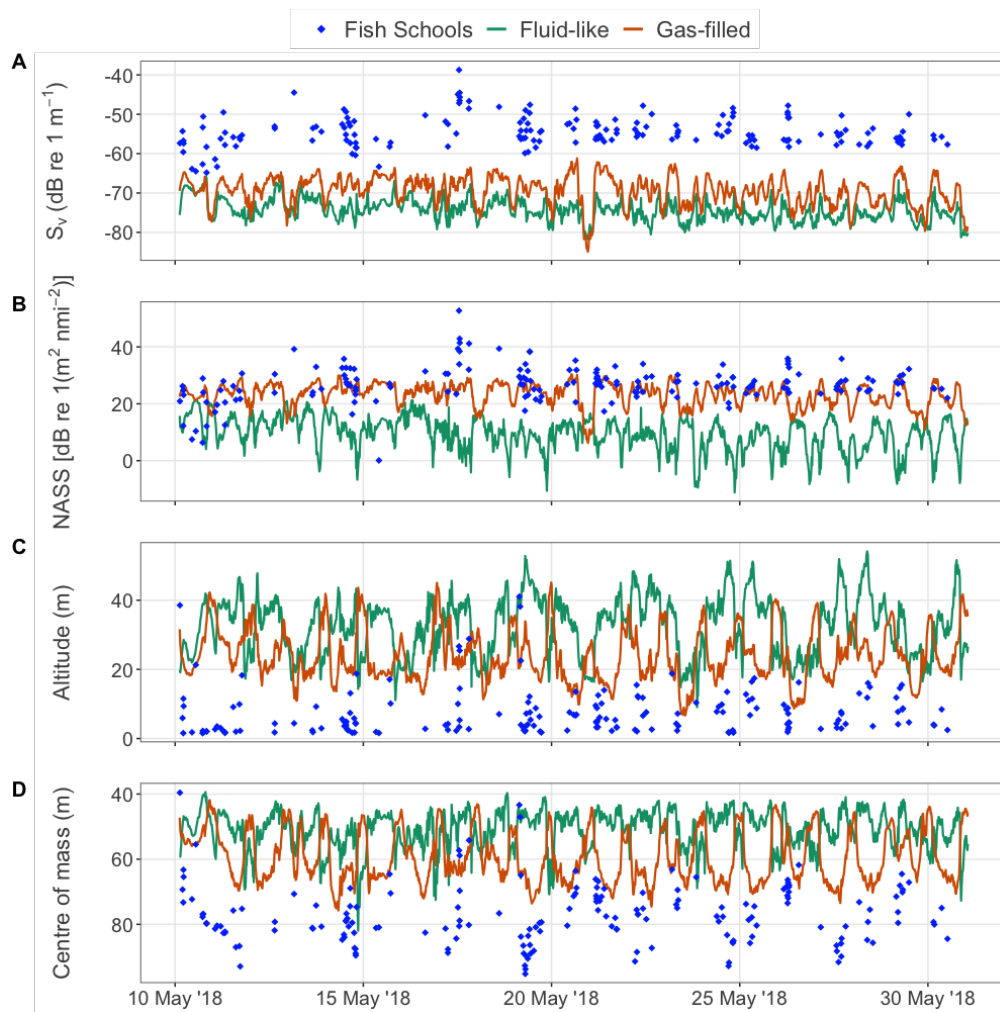 Fish Schools Fluid-like Gas-filled
A
Sᵥ (dB re 1 m⁻¹)
-40
-50
-60
-70
-80
B
NASS [dB re 1(m² nmi⁻²)]
40
20
0
C
Altitude (m)
40
20
0
D
Centre of mass (m)
40
60
80
10 May '18 15 May '18 20 May '18 25 May '18 30 May '18